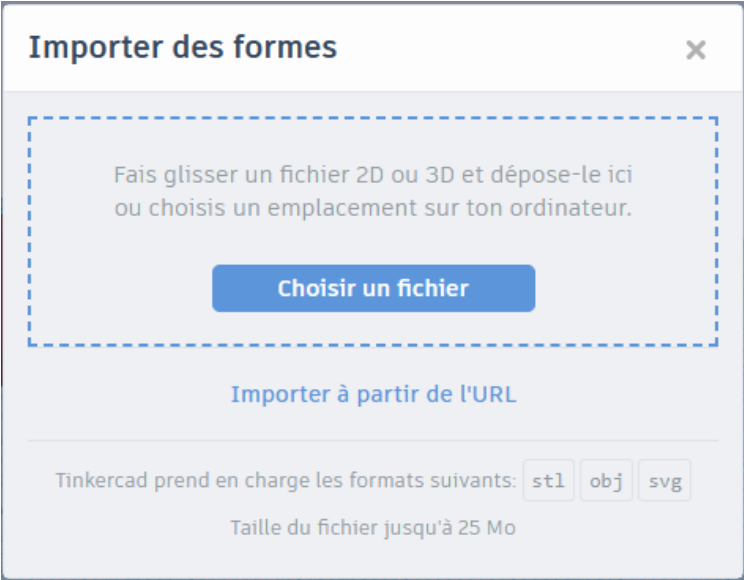 Importer des formes
Fais glisser un fichier 2D ou 3D et dépose-le ici
ou choisis un emplacement sur ton ordinateur.
Choisir un fichier
Importer à partir de l'URL
Tinkercad prend en charge les formats suivants: stl obj svg
Taille du fichier jusqu'à 25 Mo